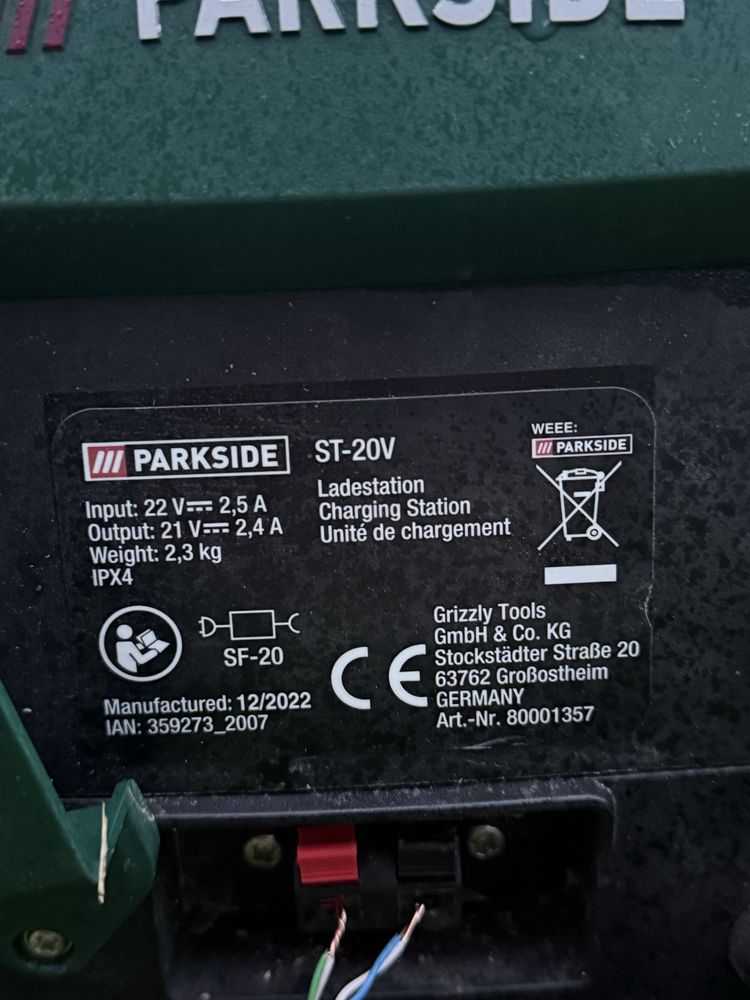 PARKSIDE
PARKSIDE
ST-20V
Input: 22 V⎓ 2,5 A
Output: 21 V⎓ 2,4 A
Weight: 2,3 kg
IPX4
Ladestation
Charging Station
Unité de chargement
WEEE:
PARKSIDE
SF-20
Manufactured: 12/2022
IAN: 359273_2007
CE
Grizzly Tools
GmbH & Co. KG
Stockstädter Straße 20
63762 Großostheim
GERMANY
Art.-Nr. 80001357